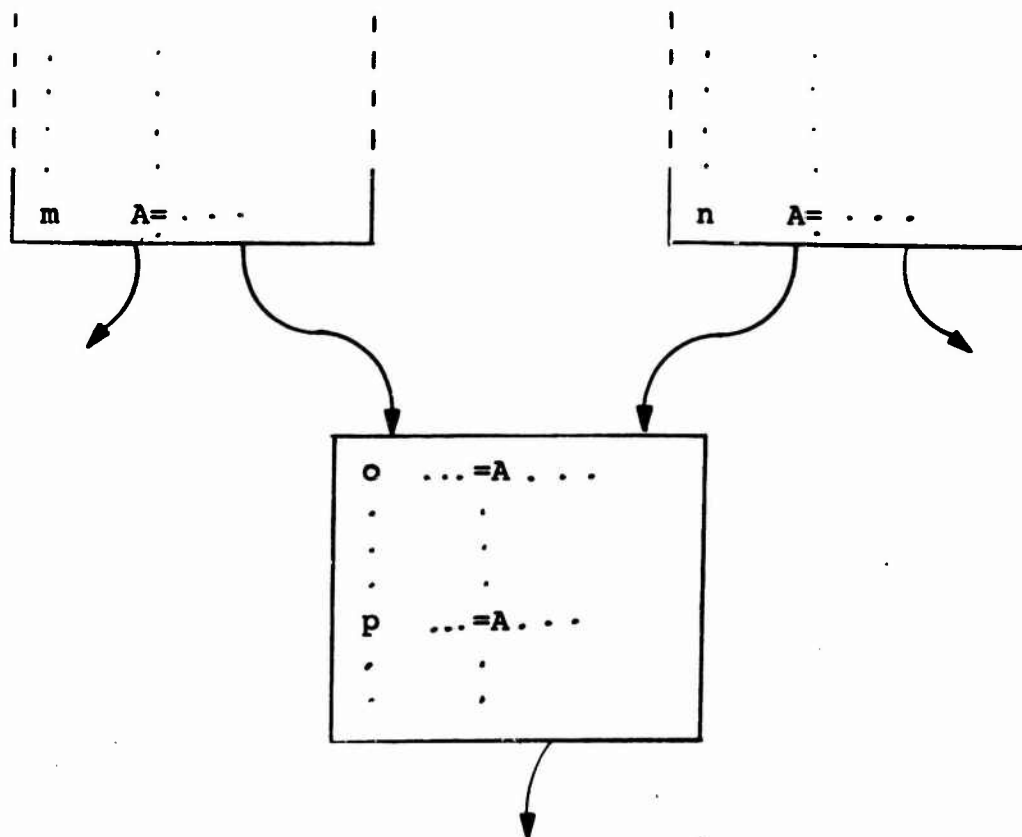 m A= . . .
n A= . . .
o ...=A . . .
p ...=A . . .